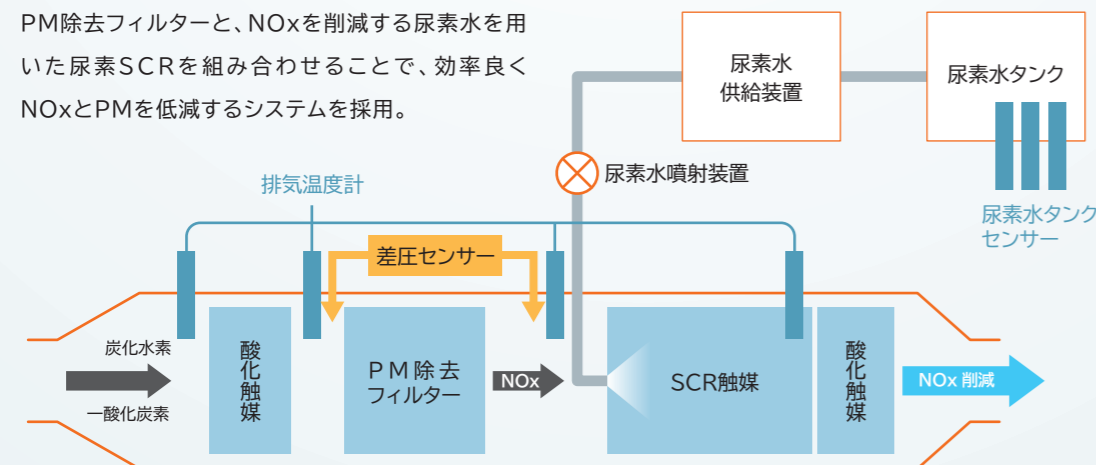 PM除去フィルターと、NOxを削減する尿素水を用
いた尿素SCRを組み合わせることで、効率良く
NOxとPMを低減するシステムを採用。
尿素水
供給装置
尿素水タンク
尿素水噴射装置
排気温度計
尿素水タンク
センサー
差圧センサー
炭化水素
一酸化炭素
酸化触媒
PM除去
フィルター
NOx
SCR触媒
酸化触媒
NOx 削減